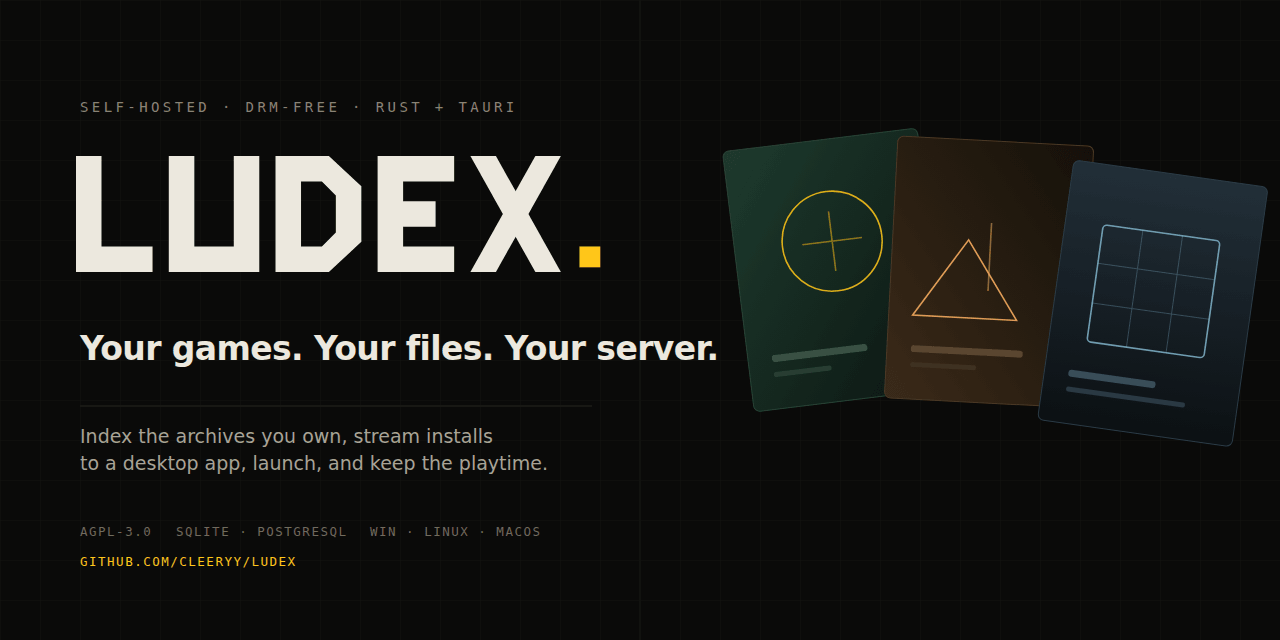 SELF-HOSTED · DRM-FREE · RUST + TAURI
LUDEX.
Your games. Your files. Your server.
Index the archives you own, stream installs
to a desktop app, launch, and keep the playtime.
AGPL-3.0 SQLITE · POSTGRESQL WIN · LINUX · MACOS
GITHUB.COM/CLEERYY/LUDEX